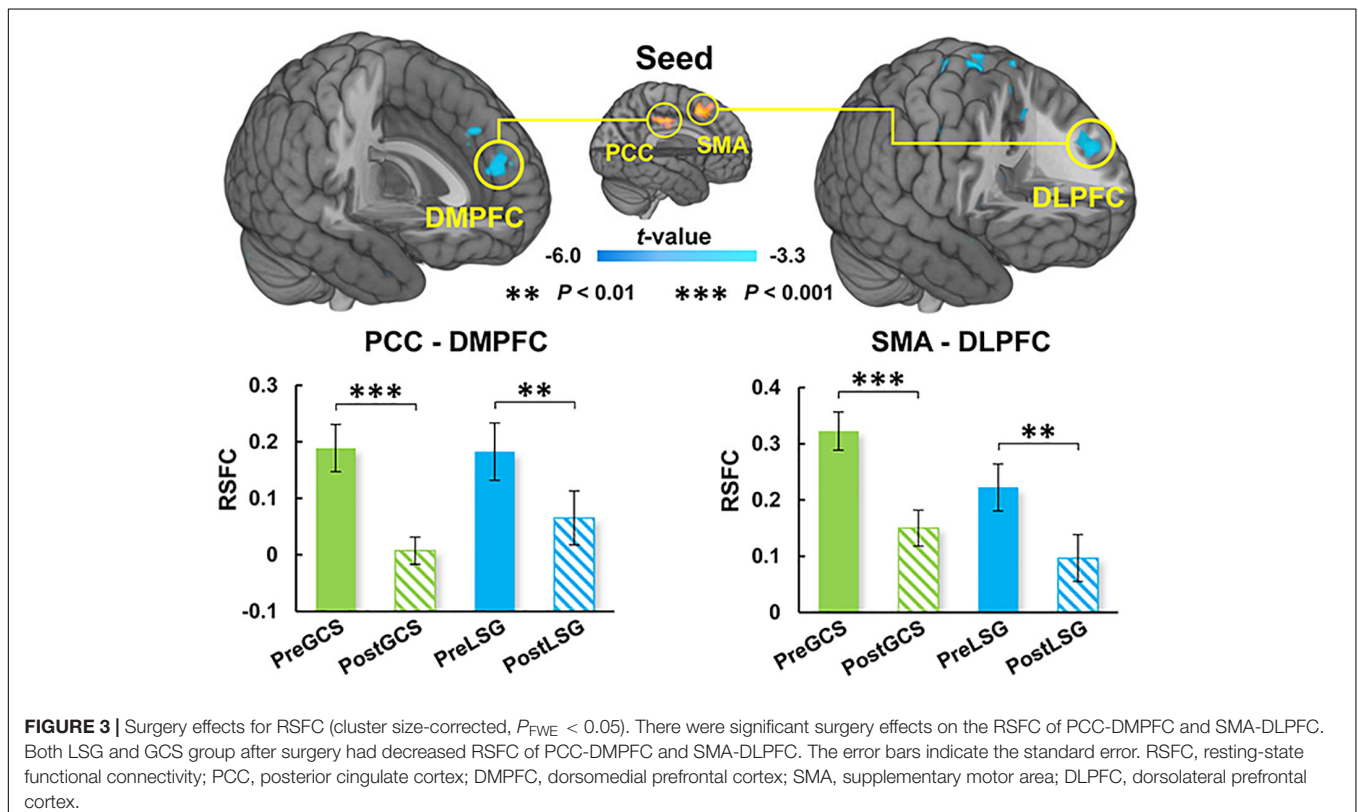 Seed
PCC
SMA
DMPFC
DLPFC
t-value
-6.0
-3.3
** P < 0.01 *** P < 0.001
PCC - DMPFC
0.3
0.2
0.1
0
-0.1
RSFC
***
**
PreGCS
PostGCS
PreLSG
PostLSG
SMA - DLPFC
0.4
0.3
0.2
0.1
0
RSFC
***
**
PreGCS
PostGCS
PreLSG
PostLSG
FIGURE 3 | Surgery effects for RSFC (cluster size-corrected, PFWE < 0.05). There were significant surgery effects on the RSFC of PCC-DMPFC and SMA-DLPFC.
Both LSG and GCS group after surgery had decreased RSFC of PCC-DMPFC and SMA-DLPFC. The error bars indicate the standard error. RSFC, resting-state
functional connectivity; PCC, posterior cingulate cortex; DMPFC, dorsomedial prefrontal cortex; SMA, supplementary motor area; DLPFC, dorsolateral prefrontal
cortex.